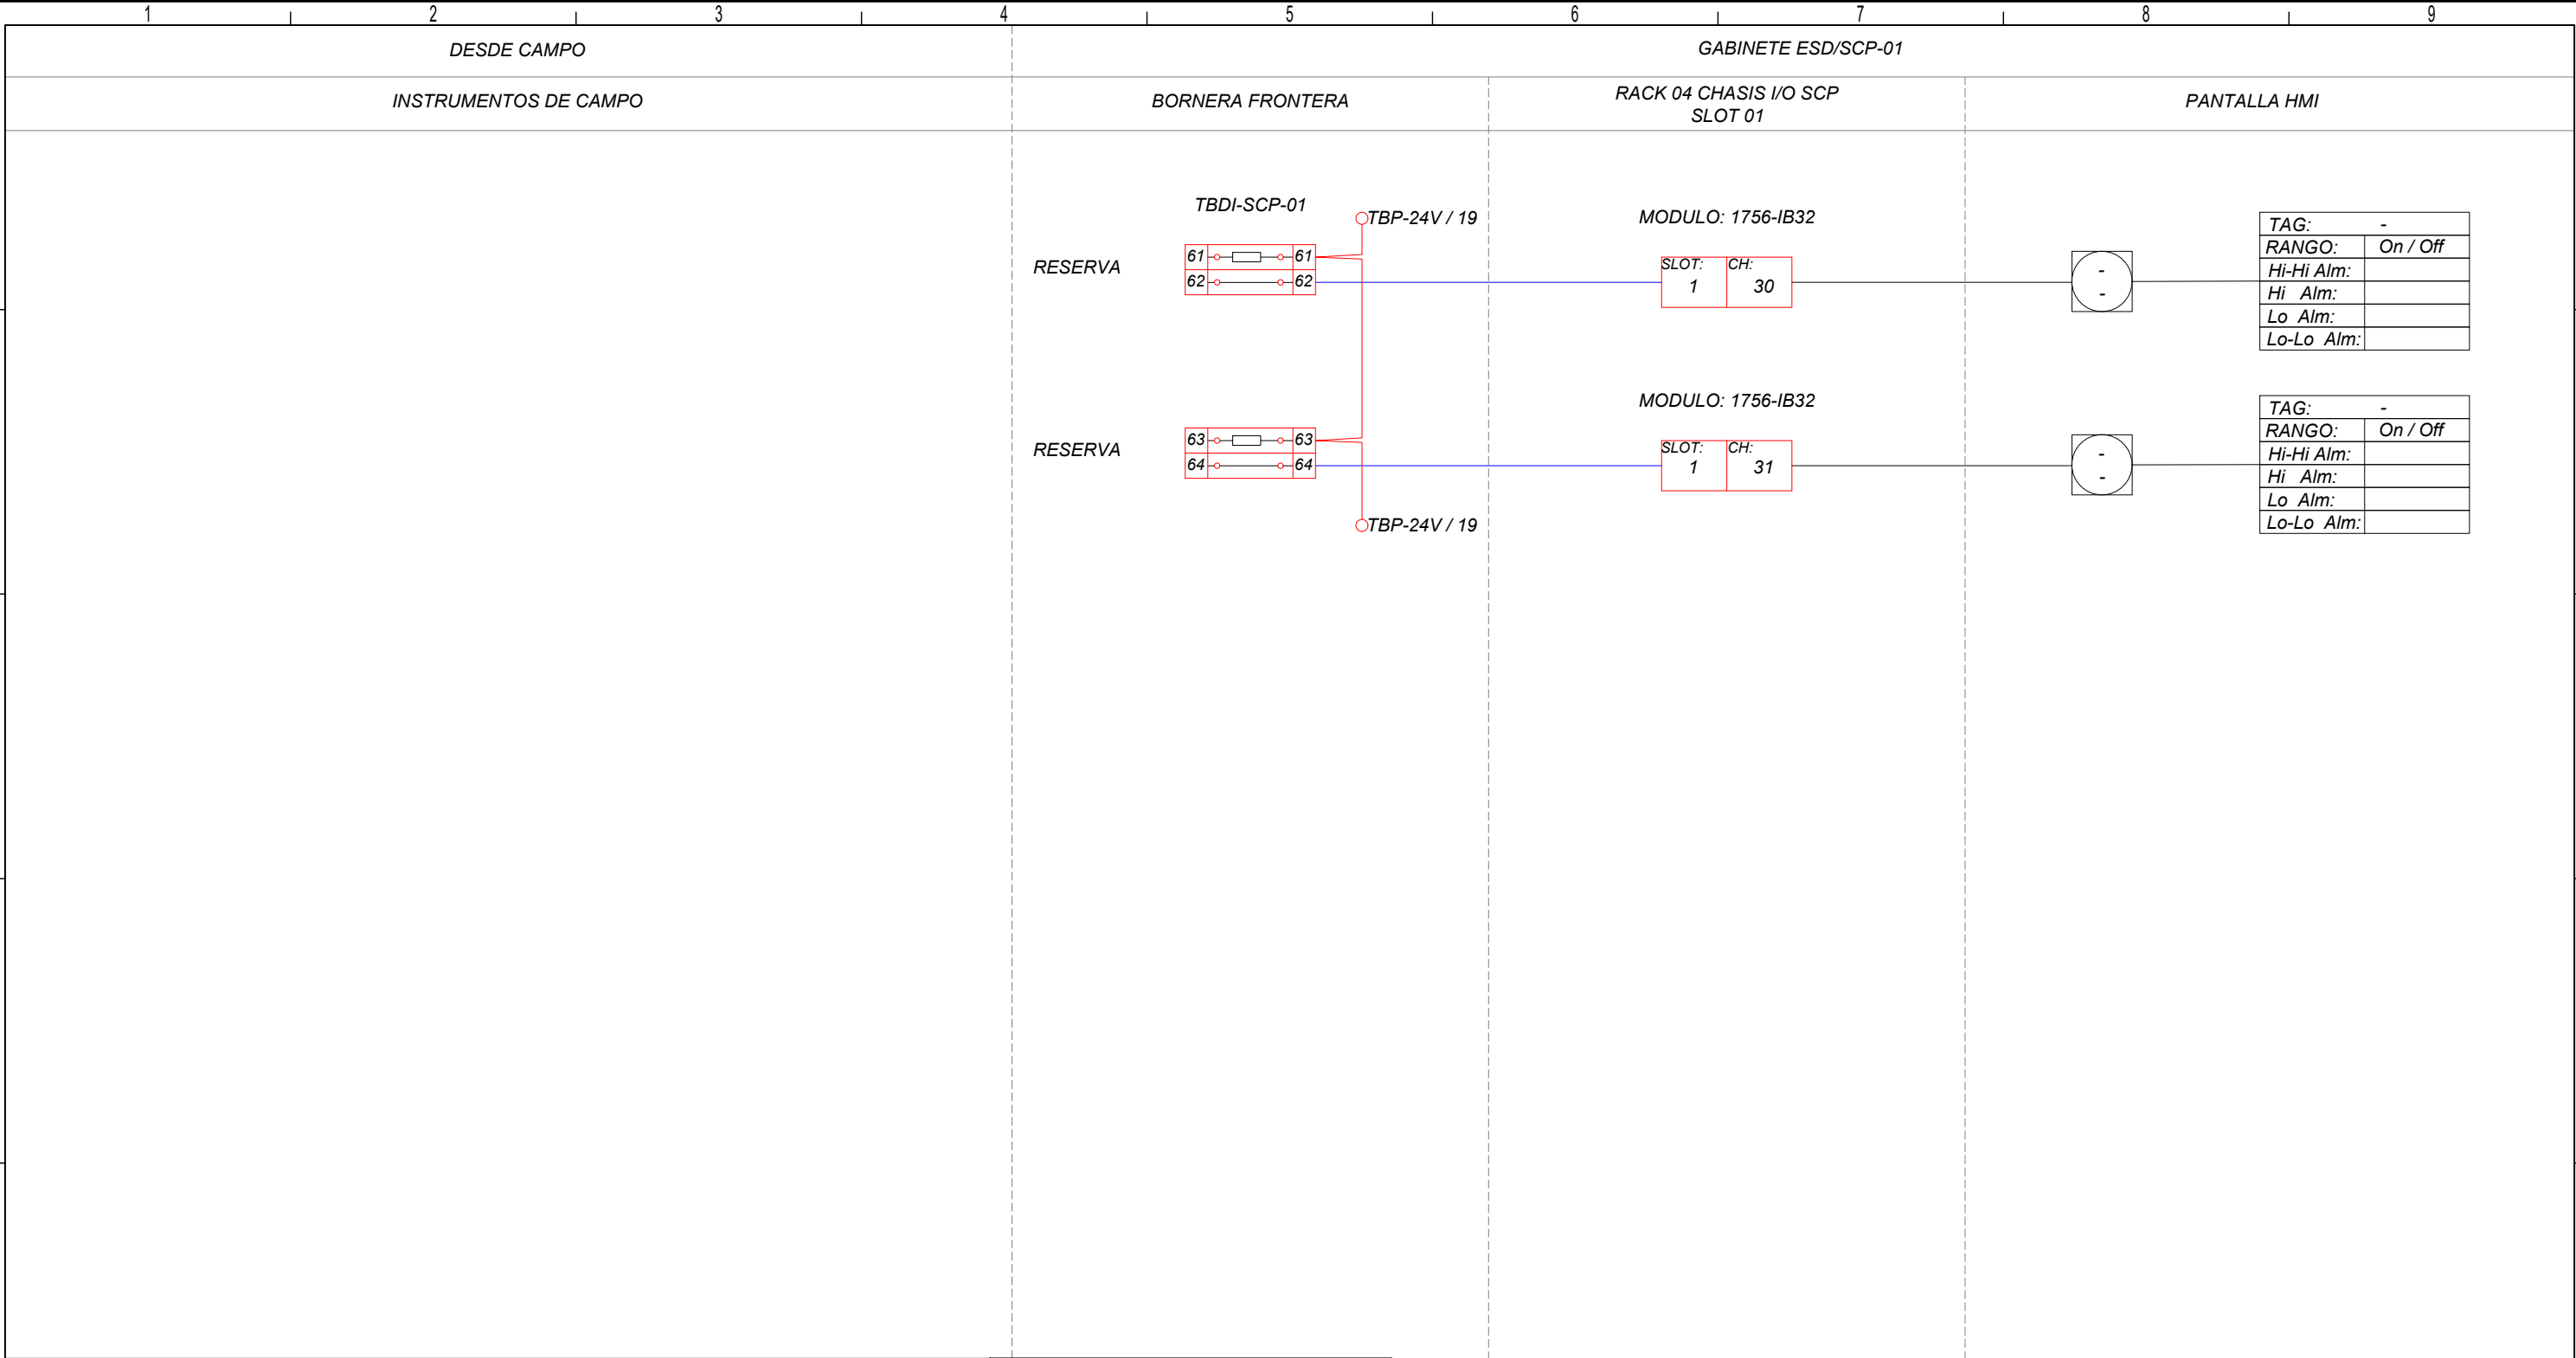 1 2 3 4 5 6 7 8 9
DESDE CAMPO
GABINETE ESD/SCP-01
INSTRUMENTOS DE CAMPO
BORNERA FRONTERA
RACK 04 CHASIS I/O SCP
SLOT 01
PANTALLA HMI
TBDI-SCP-01
TBP-24V / 19
RESERVA
61 61
62 62
MODULO: 1756-IB32
SLOT: CH:
1 30
-
-
TAG: -
RANGO: On / Off
Hi-Hi Alm:
Hi Alm:
Lo Alm:
Lo-Lo Alm:
RESERVA
63 63
64 64
TBP-24V / 19
MODULO: 1756-IB32
SLOT: CH:
1 31
-
-
TAG: -
RANGO: On / Off
Hi-Hi Alm:
Hi Alm:
Lo Alm:
Lo-Lo Alm: